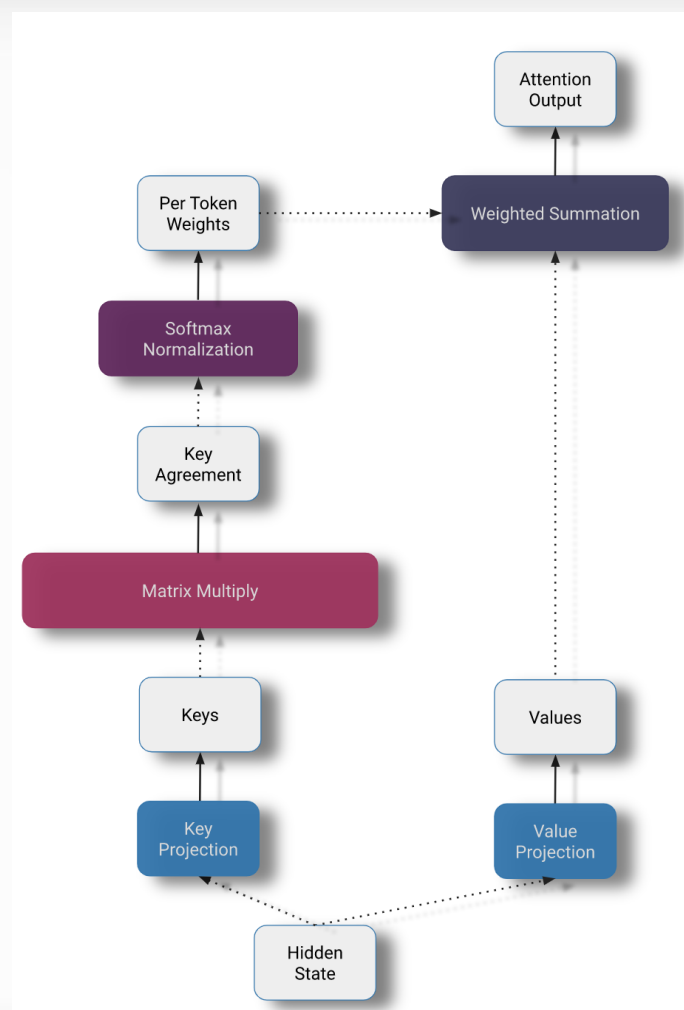 Attention
Output
Per Token
Weights
Weighted Summation
Softmax
Normalization
Key
Agreement
Matrix Multiply
Keys
Values
Key
Projection
Value
Projection
Hidden
State